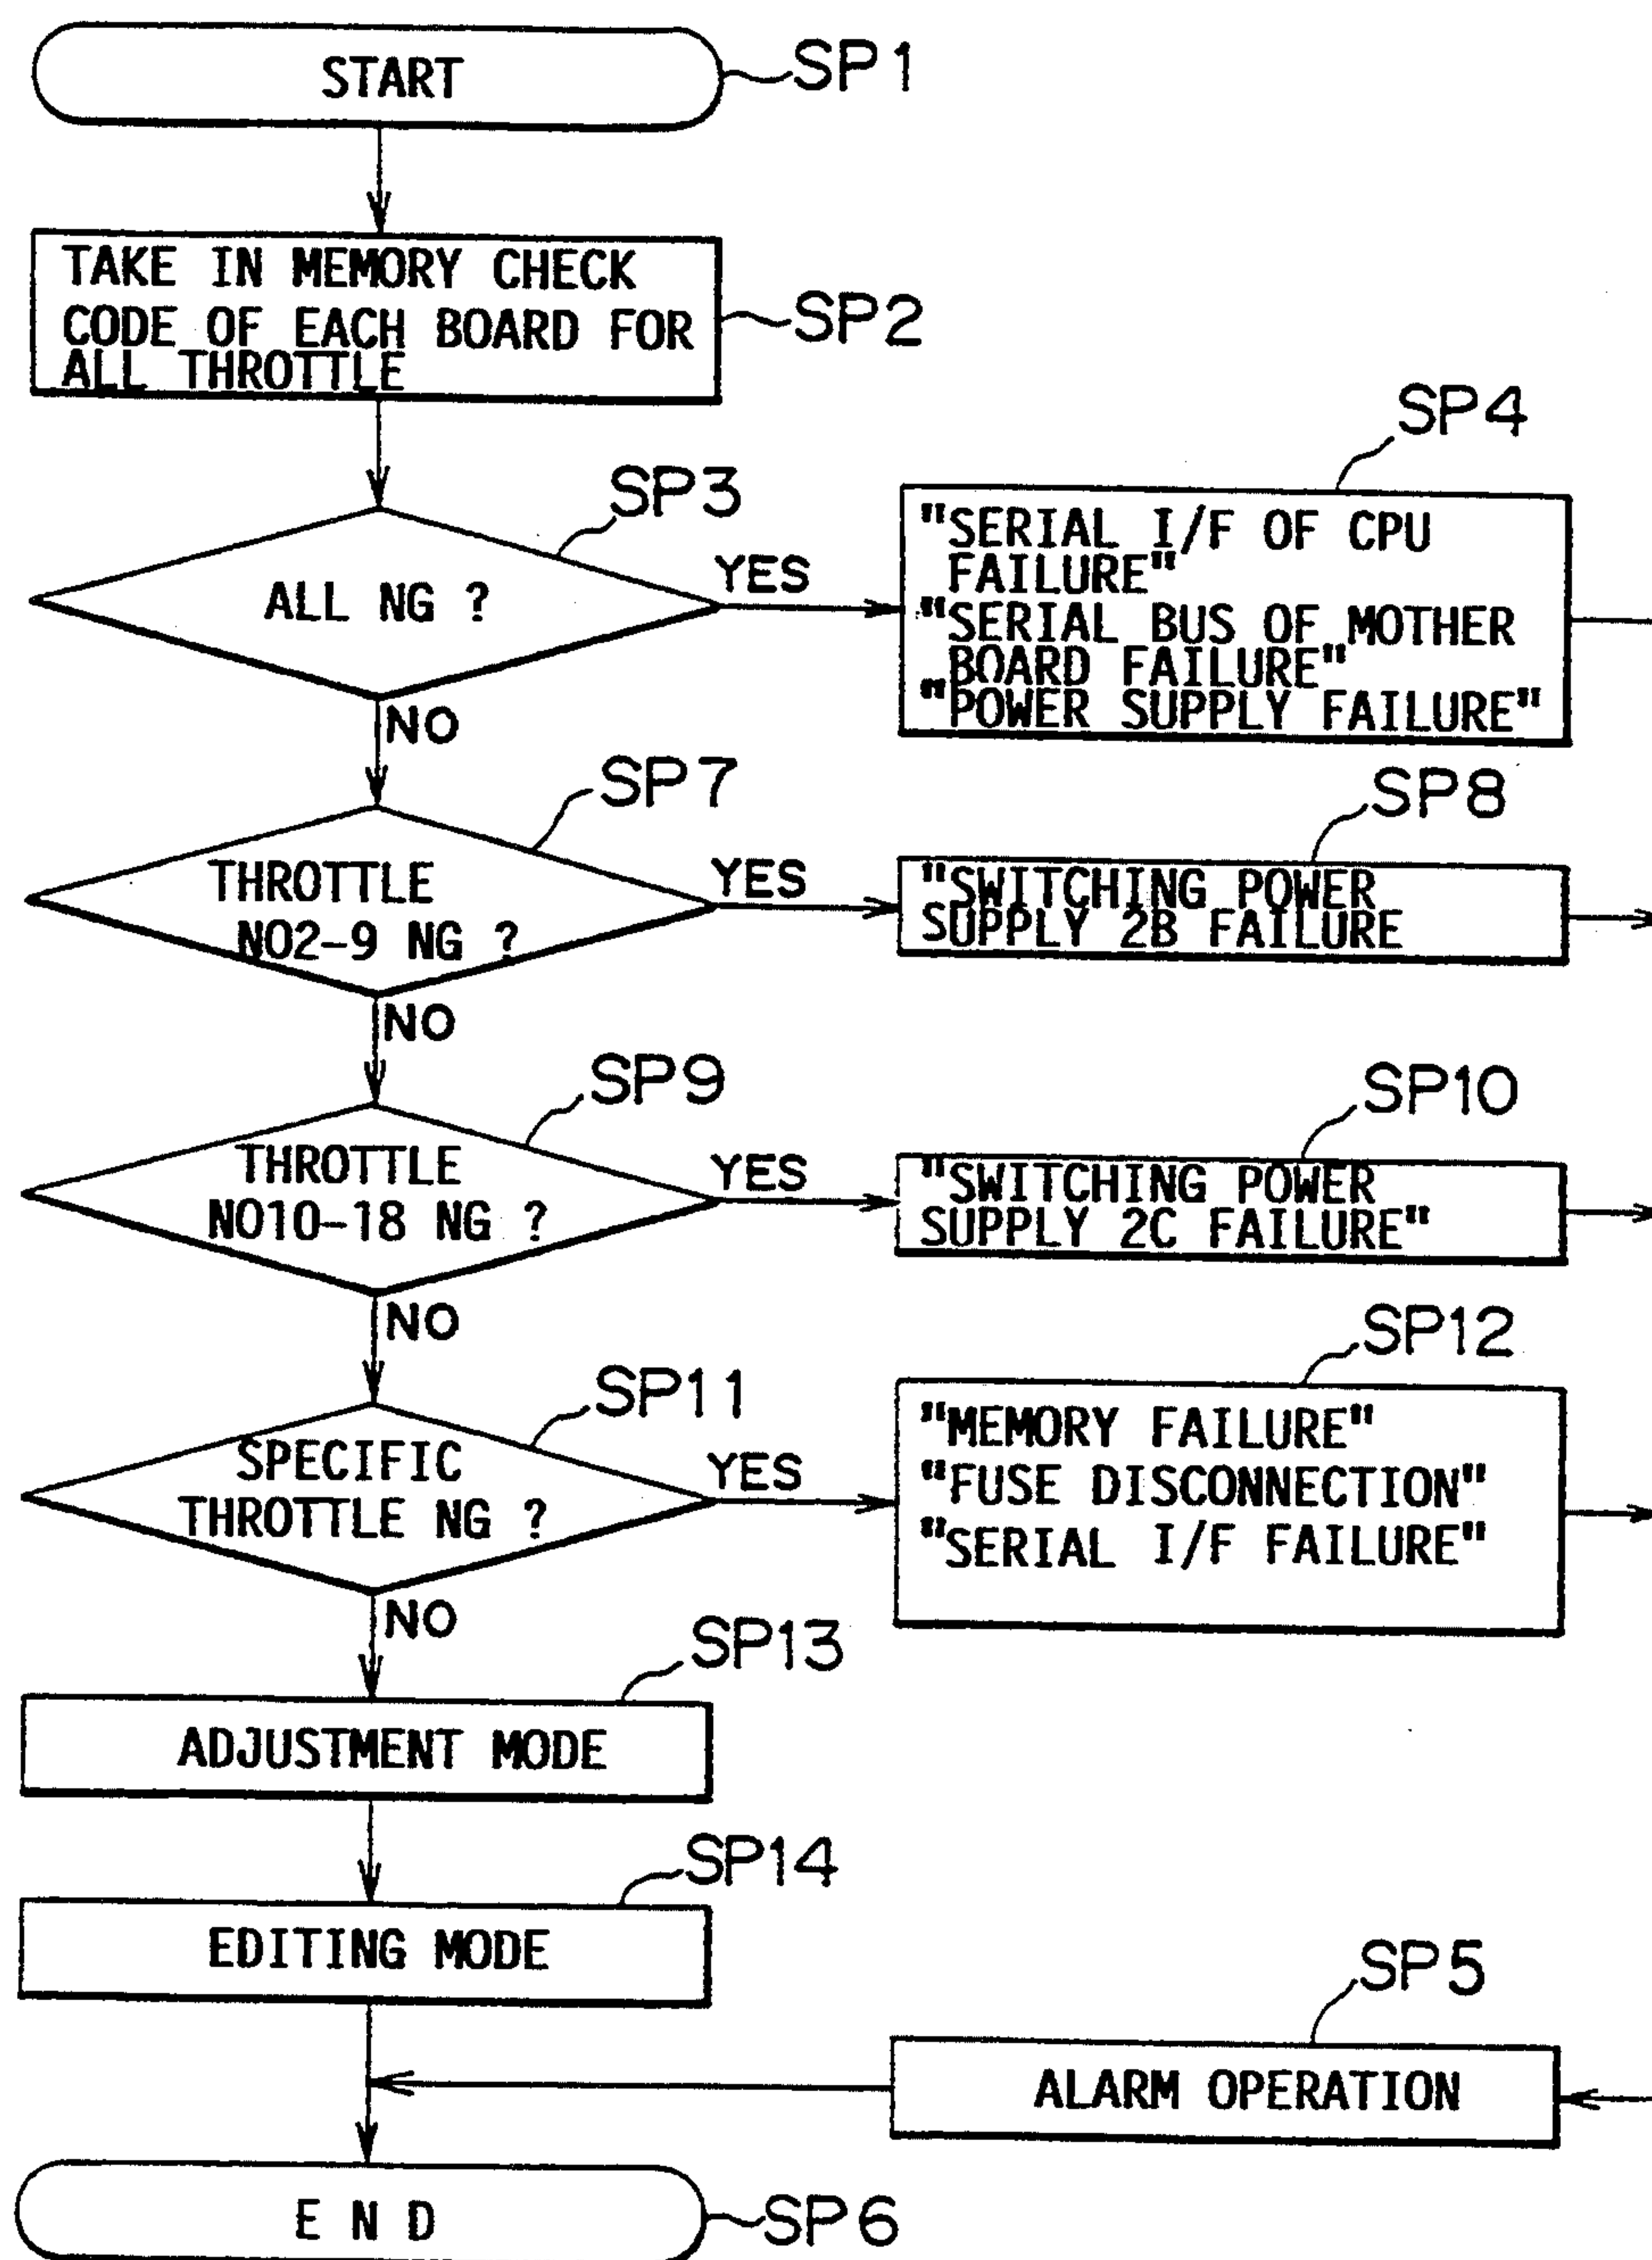 START
SP1
TAKE IN MEMORY CHECK
CODE OF EACH BOARD FOR
ALL THROTTLE
SP2
SP3
ALL NG ?
YES
NO
SP4
"SERIAL I/F OF CPU
FAILURE"
"SERIAL BUS OF MOTHER
BOARD FAILURE"
"POWER SUPPLY FAILURE"
SP7
THROTTLE
NO2-9 NG ?
YES
NO
SP8
"SWITCHING POWER
SUPPLY 2B FAILURE
SP9
THROTTLE
NO10-18 NG ?
YES
NO
SP10
"SWITCHING POWER
SUPPLY 2C FAILURE"
SP11
SPECIFIC
THROTTLE NG ?
YES
NO
SP12
"MEMORY FAILURE"
"FUSE DISCONNECTION"
"SERIAL I/F FAILURE"
SP13
ADJUSTMENT MODE
SP14
EDITING MODE
SP5
ALARM OPERATION
E N D
SP6